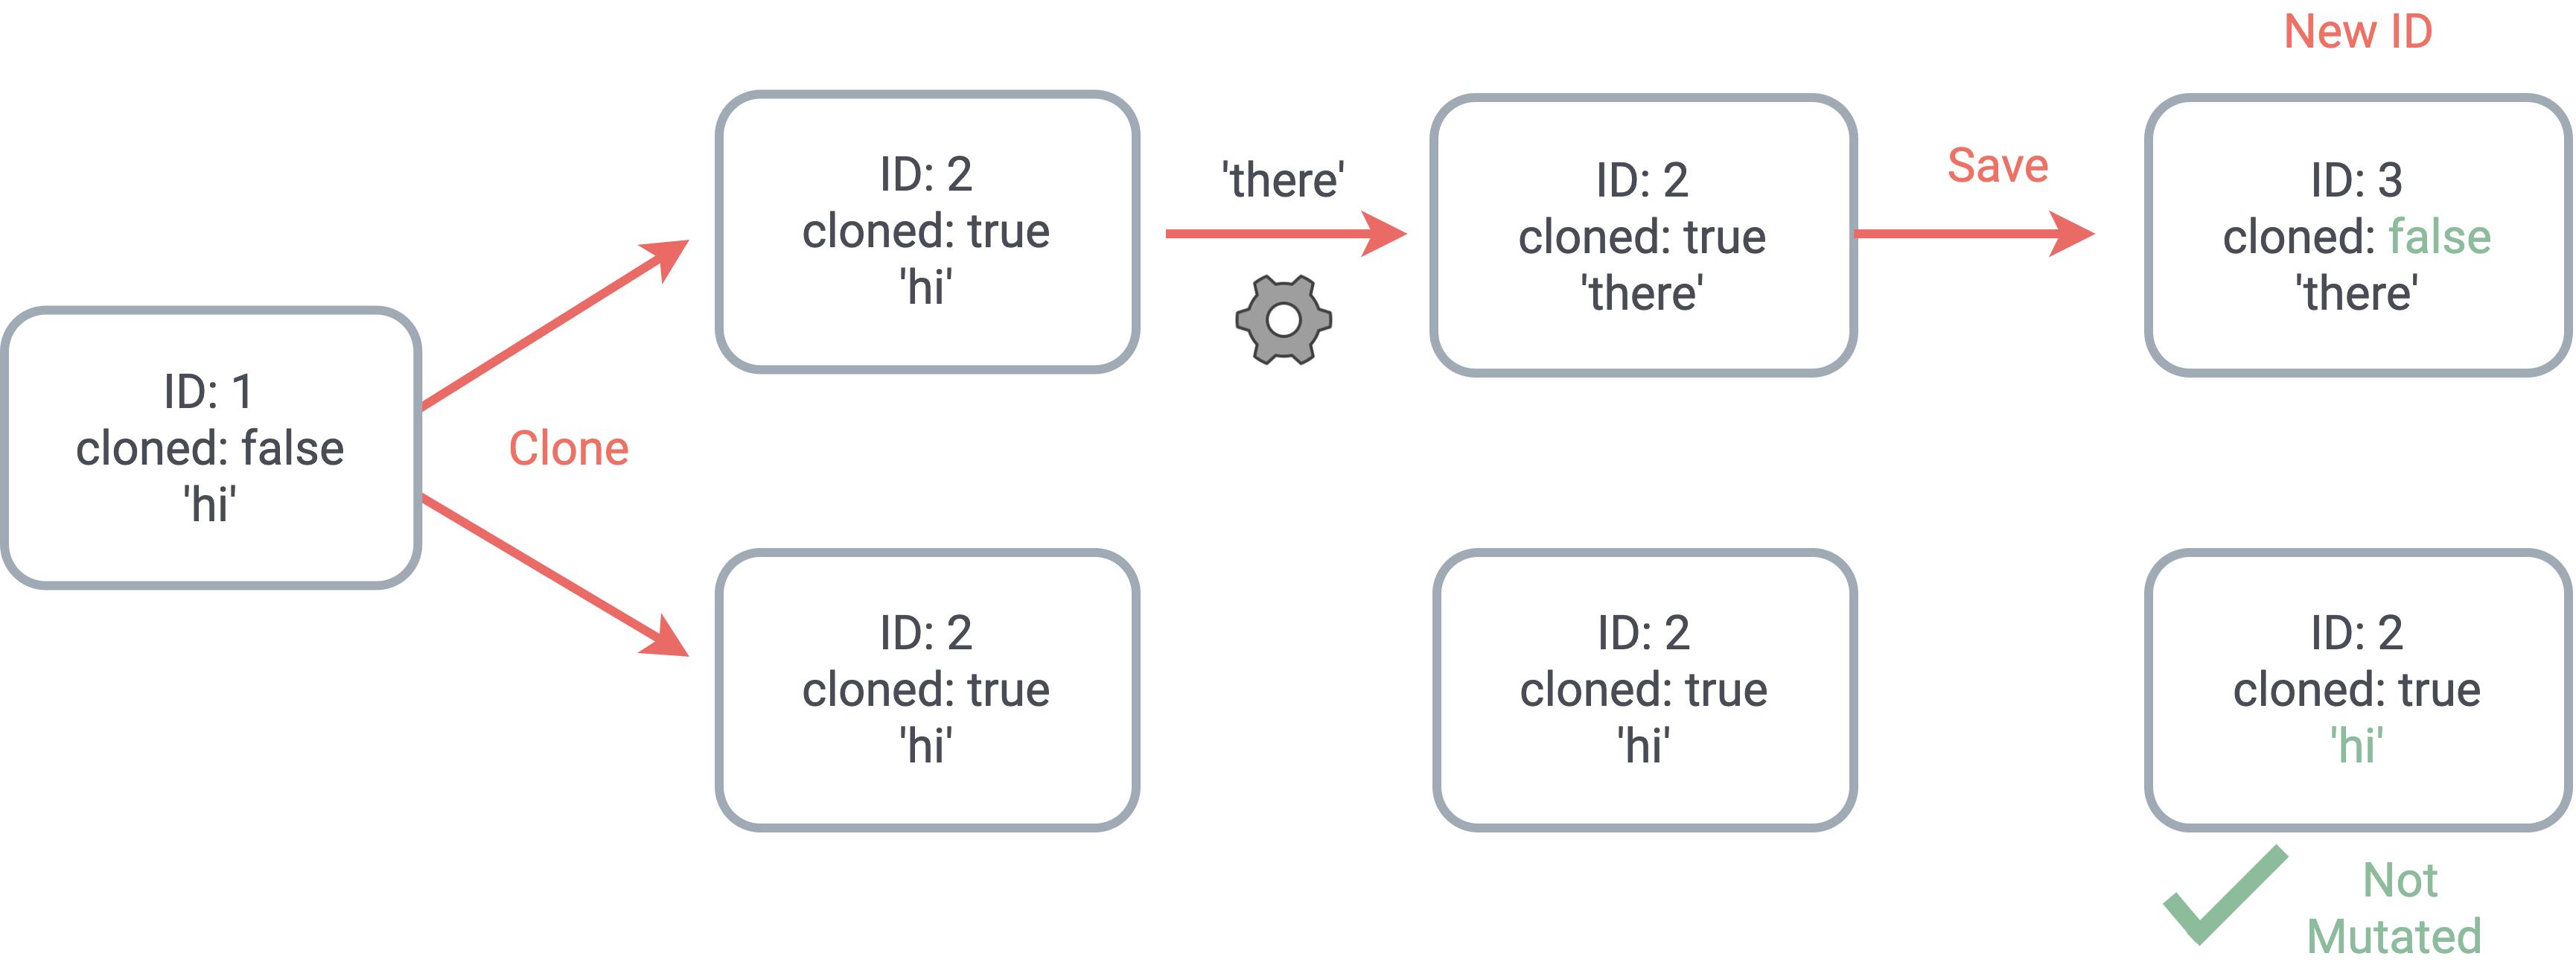 New ID
ID: 1
cloned: false
'hi'
Clone
ID: 2
cloned: true
'hi'
'there'
ID: 2
cloned: true
'there'
Save
ID: 3
cloned: false
'there'
ID: 2
cloned: true
'hi'
ID: 2
cloned: true
'hi'
ID: 2
cloned: true
'hi'
Not
Mutated